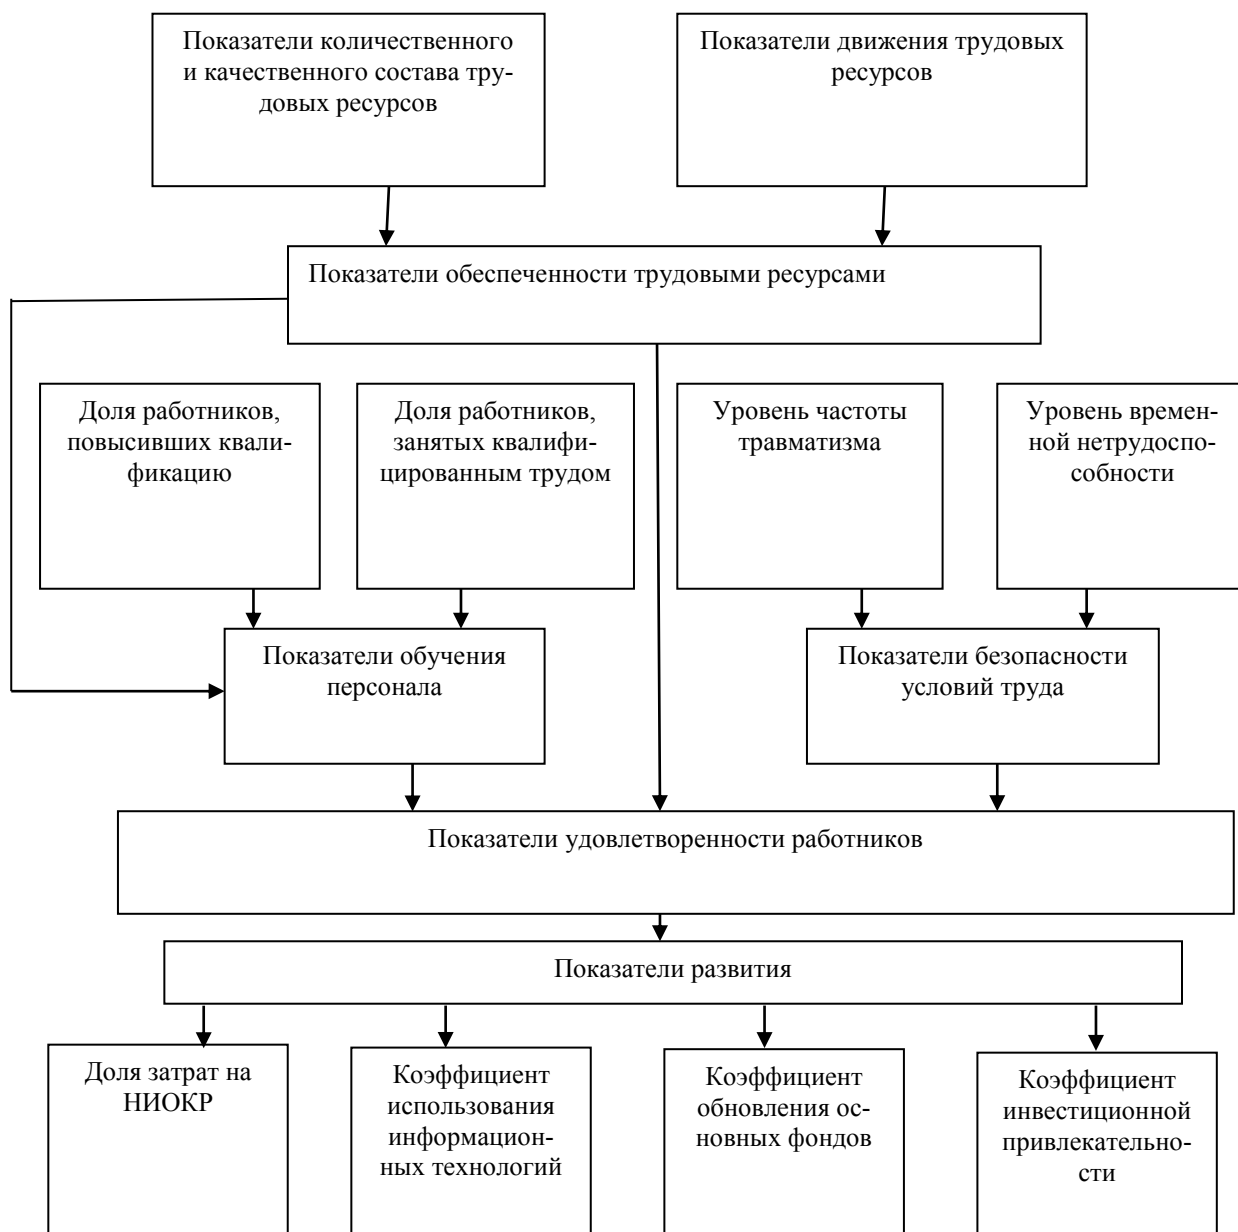 Показатели количественного
и качественного состава тру-
довых ресурсов
Показатели движения трудовых
ресурсов
Показатели обеспеченности трудовыми ресурсами
Доля работников,
повысивших квали-
фикацию
Доля работников,
занятых квалифи-
цированным трудом
Уровень частоты
травматизма
Уровень времен-
ной нетрудоспо-
собности
Показатели обучения
персонала
Показатели безопасности
условий труда
Показатели удовлетворенности работников
Показатели развития
Доля затрат на
НИОКР
Коэффициент
использования
информацион-
ных технологий
Коэффициент
обновления ос-
новных фондов
Коэффициент
инвестиционной
привлекательно-
сти